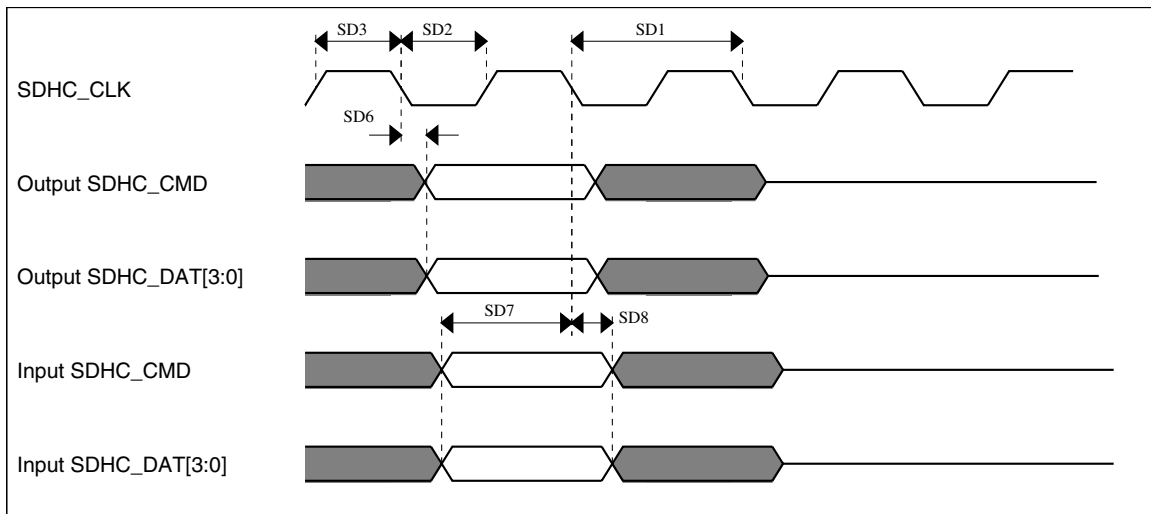 SD3 SD2 SD1
SDHC_CLK
SD6
Output SDHC_CMD
Output SDHC_DAT[3:0]
SD7 SD8
Input SDHC_CMD
Input SDHC_DAT[3:0]